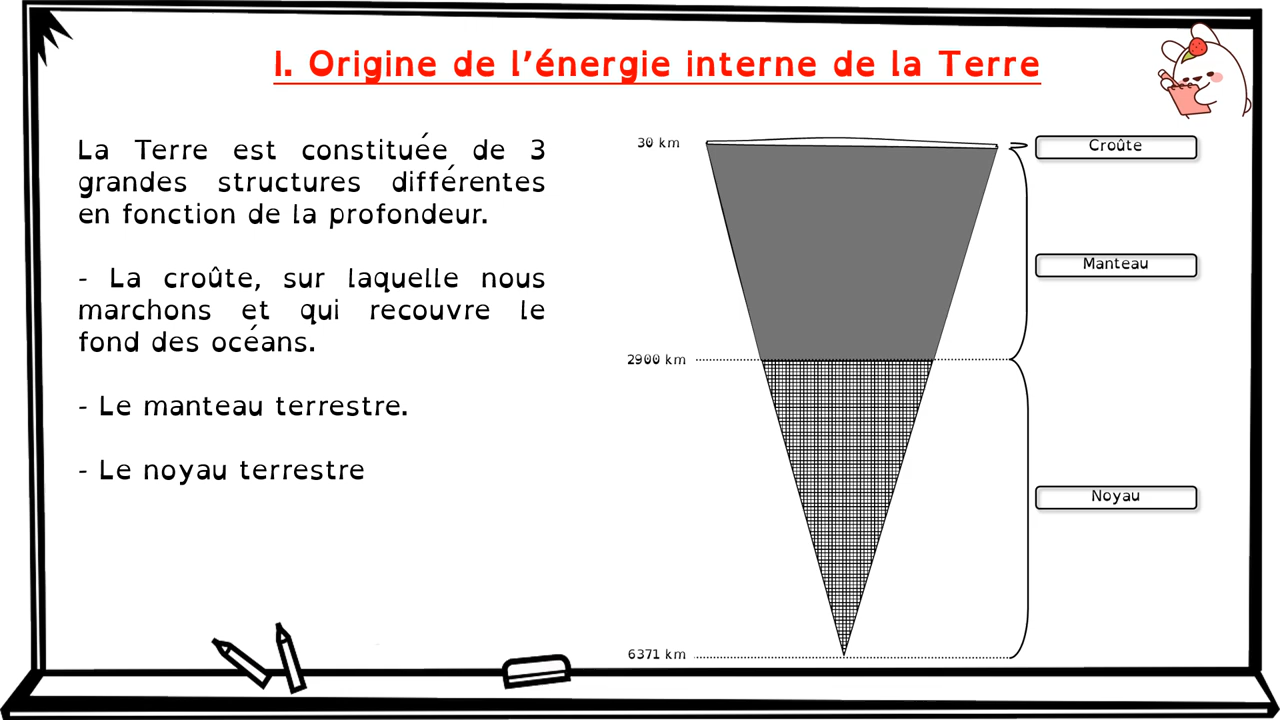 I. Origine de l’énergie interne de la Terre
La Terre est constituée de 3
grandes structures différentes
en fonction de la profondeur.
- La croûte, sur laquelle nous
marchons et qui recouvre le
fond des océans.
- Le manteau terrestre.
- Le noyau terrestre
30 km
Croûte
Manteau
2900 km
Noyau
6371 km